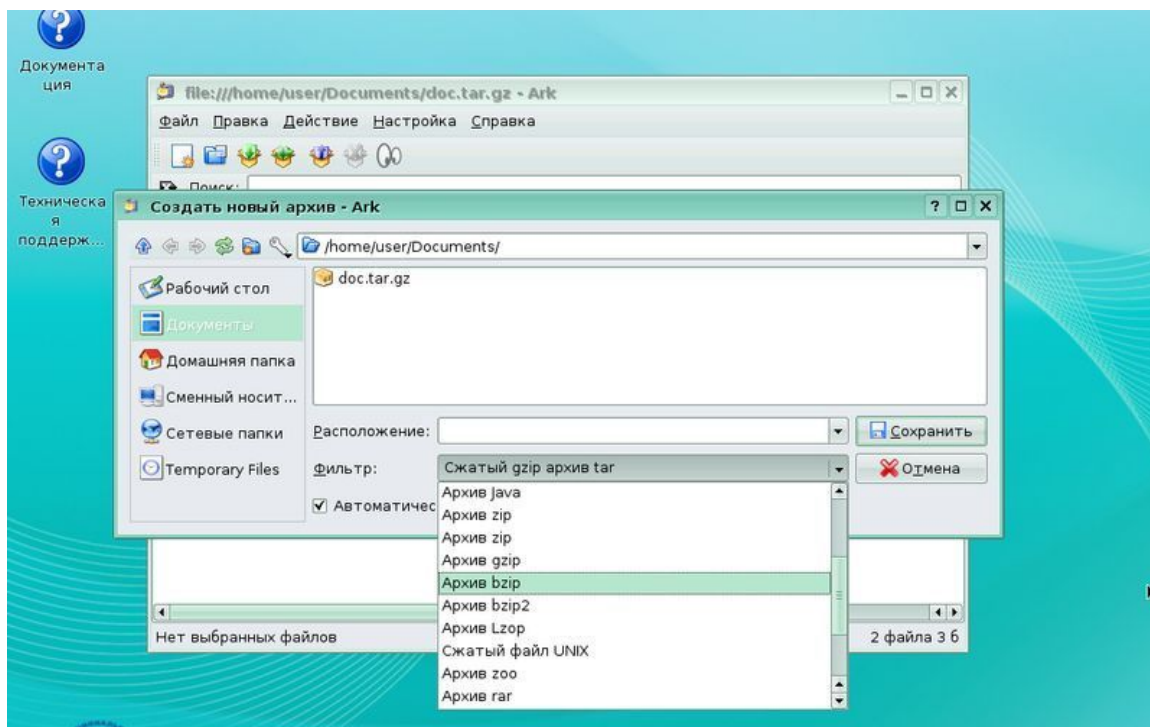 Документа
ция
Техническа
я
поддерж...
file:///home/user/Documents/doc.tar.gz - Ark
Файл Правка Действие Настройка Справка
Поиск:
Создать новый архив - Ark
/home/user/Documents/
Рабочий стол
Документы
Домашняя папка
Сменный носит...
Сетевые папки
Temporary Files
doc.tar.gz
Расположение:
Сохранить
Фильтр:
Сжатый gzip архив tar
Отмена
Автоматичес
Архив Java
Архив zip
Архив zip
Архив gzip
Архив bzip
Архив bzip2
Архив Lzop
Сжатый файл UNIX
Архив zoo
Архив rar
Нет выбранных файлов
2 файла 3 б